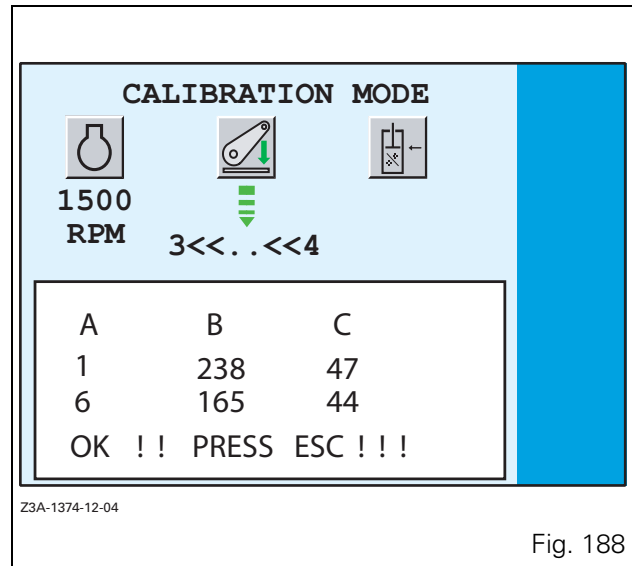 CALIBRATION MODE
1500
RPM
3<<..<<4
A B C
1 238 47
6 165 44
OK !! PRESS ESC!!!
Z3A-1374-12-04
Fig. 188